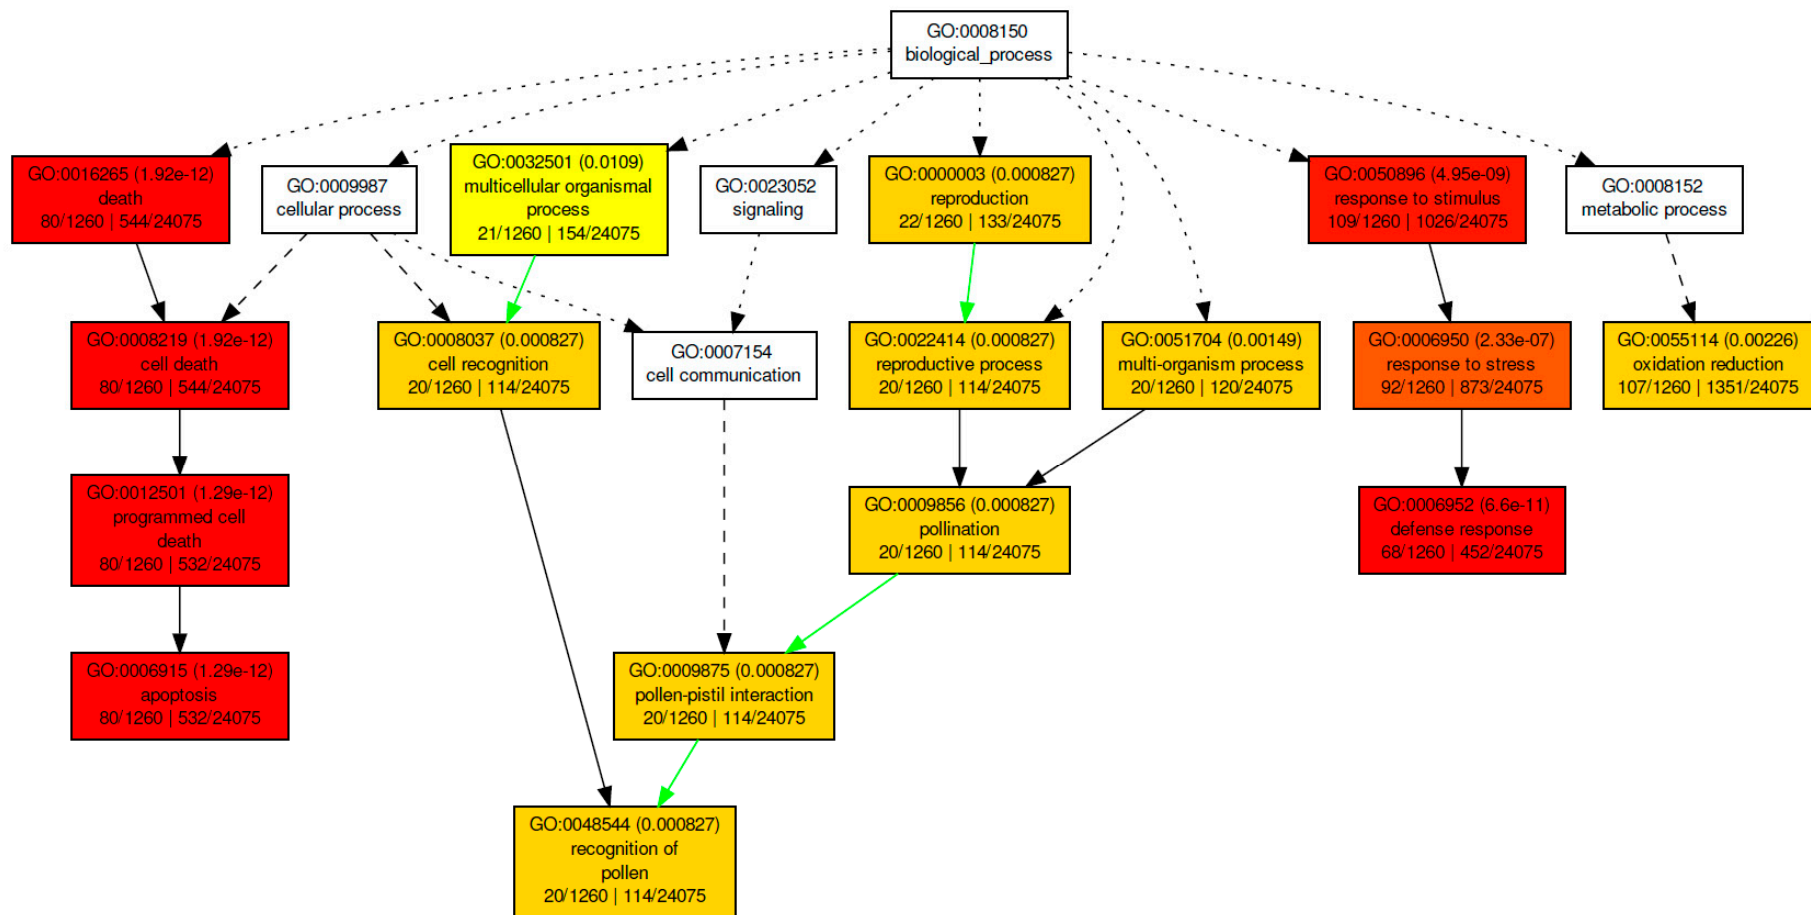 GO:0008150
biological_process
GO:0016265 (1.92e-12)
death
80/1260 | 544/24075
GO:0009987
cellular process
GO:0032501 (0.0109)
multicellular organismal
process
21/1260 | 154/24075
GO:0023052
signaling
GO:0000003 (0.000827)
reproduction
22/1260 | 133/24075
GO:0050896 (4.95e-09)
response to stimulus
109/1260 | 1026/24075
GO:0008152
metabolic process
GO:0008219 (1.92e-12)
cell death
80/1260 | 544/24075
GO:0008037 (0.000827)
cell recognition
20/1260 | 114/24075
GO:0007154
cell communication
GO:0022414 (0.000827)
reproductive process
20/1260 | 114/24075
GO:0051704 (0.00149)
multi-organism process
20/1260 | 120/24075
GO:0006950 (2.33e-07)
response to stress
92/1260 | 873/24075
GO:0055114 (0.00226)
oxidation reduction
107/1260 | 1351/24075
GO:0012501 (1.29e-12)
programmed cell
death
80/1260 | 532/24075
GO:0009856 (0.000827)
pollination
20/1260 | 114/24075
GO:0006952 (6.6e-11)
defense response
68/1260 | 452/24075
GO:0006915 (1.29e-12)
apoptosis
80/1260 | 532/24075
GO:0009875 (0.000827)
pollen-pistil interaction
20/1260 | 114/24075
GO:0048544 (0.000827)
recognition of
pollen
20/1260 | 114/24075